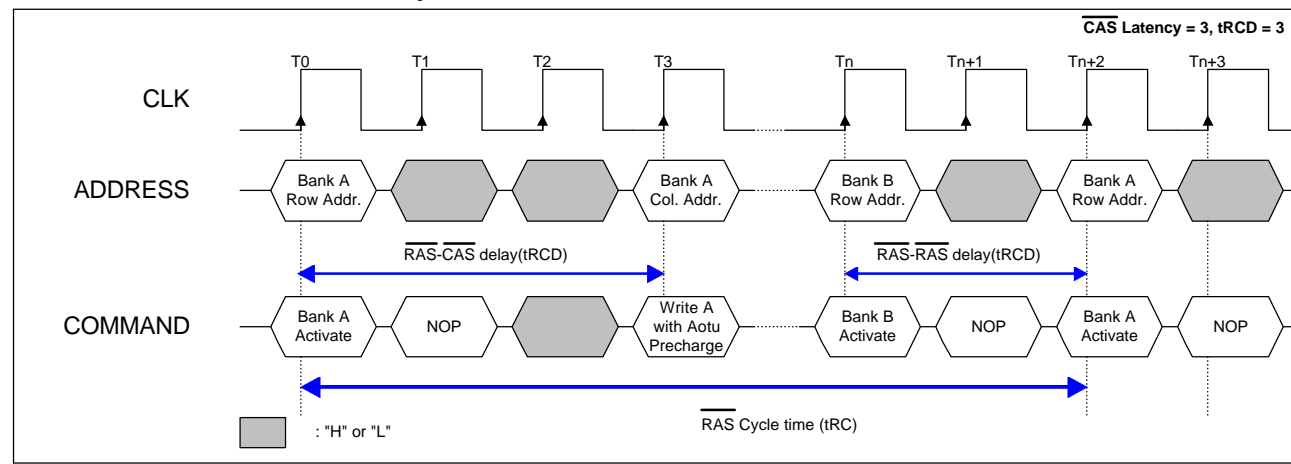 CAS Latency = 3, tRCD = 3
T0 T1 T2 T3 Tn Tn+1 Tn+2 Tn+3
CLK
ADDRESS
Bank A
Row Addr.
Bank A
Col. Addr.
Bank B
Row Addr.
Bank A
Row Addr.
RAS-CAS delay(tRCD)
RAS-RAS delay(tRCD)
COMMAND
Bank A
Activate
NOP
Write A
with Aotu
Precharge
Bank B
Activate
NOP
Bank A
Activate
NOP
RAS Cycle time (tRC)
: "H" or "L"